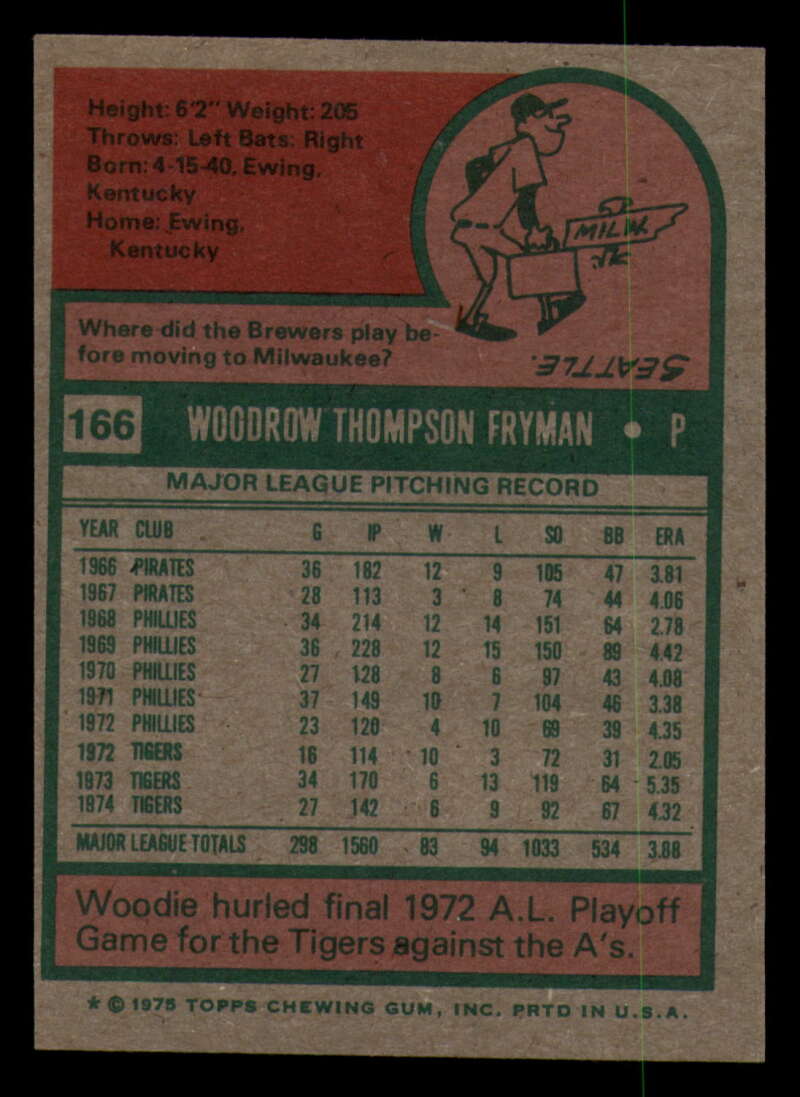 Height: 6'2" Weight: 205
Throws: Left Bats: Right
Born: 4-15-40, Ewing,
Kentucky
Home: Ewing,
Kentucky
MILW.
Where did the Brewers play be-
fore moving to Milwaukee?
SEATTLE.
166 WOODROW THOMPSON FRYMAN • P
MAJOR LEAGUE PITCHING RECORD
YEAR CLUB G IP W L SO BB ERA
1966 PIRATES 36 182 12 9 105 47 3.81
1967 PIRATES 28 113 3 8 74 44 4.06
1968 PHILLIES 34 214 12 14 151 64 2.78
1969 PHILLIES 36 228 12 15 150 89 4.42
1970 PHILLIES 27 128 8 6 97 43 4.08
1971 PHILLIES 37 149 10 7 104 46 3.38
1972 PHILLIES 23 120 4 10 69 39 4.35
1972 TIGERS 16 114 10 3 72 31 2.05
1973 TIGERS 34 170 6 13 119 64 5.35
1974 TIGERS 27 142 6 9 92 67 4.32
MAJOR LEAGUE TOTALS 298 1560 83 94 1033 534 3.88
Woodie hurled final 1972 A.L. Playoff
Game for the Tigers against the A's.
* © 1975 TOPPS CHEWING GUM, INC. PRTD IN U.S.A.